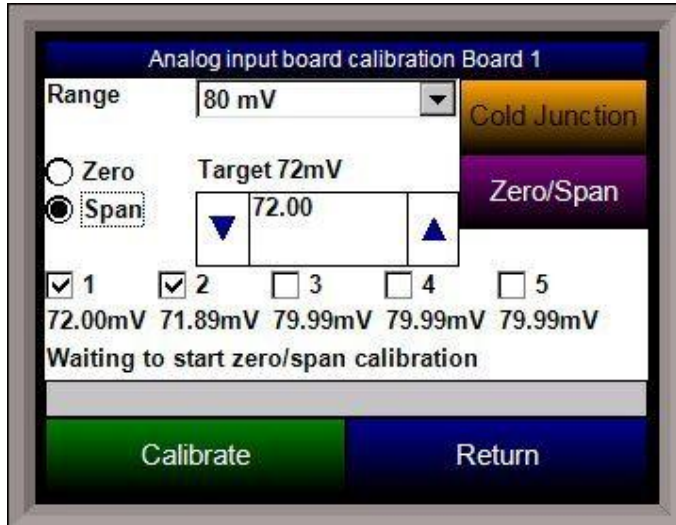 Analog input board calibration Board 1
Range 80 mV
Cold Junction
Zero Target 72mV
Zero/Span
Span 72.00
1 2 3 4 5
72.00mV 71.89mV 79.99mV 79.99mV 79.99mV
Waiting to start zero/span calibration
Calibrate Return